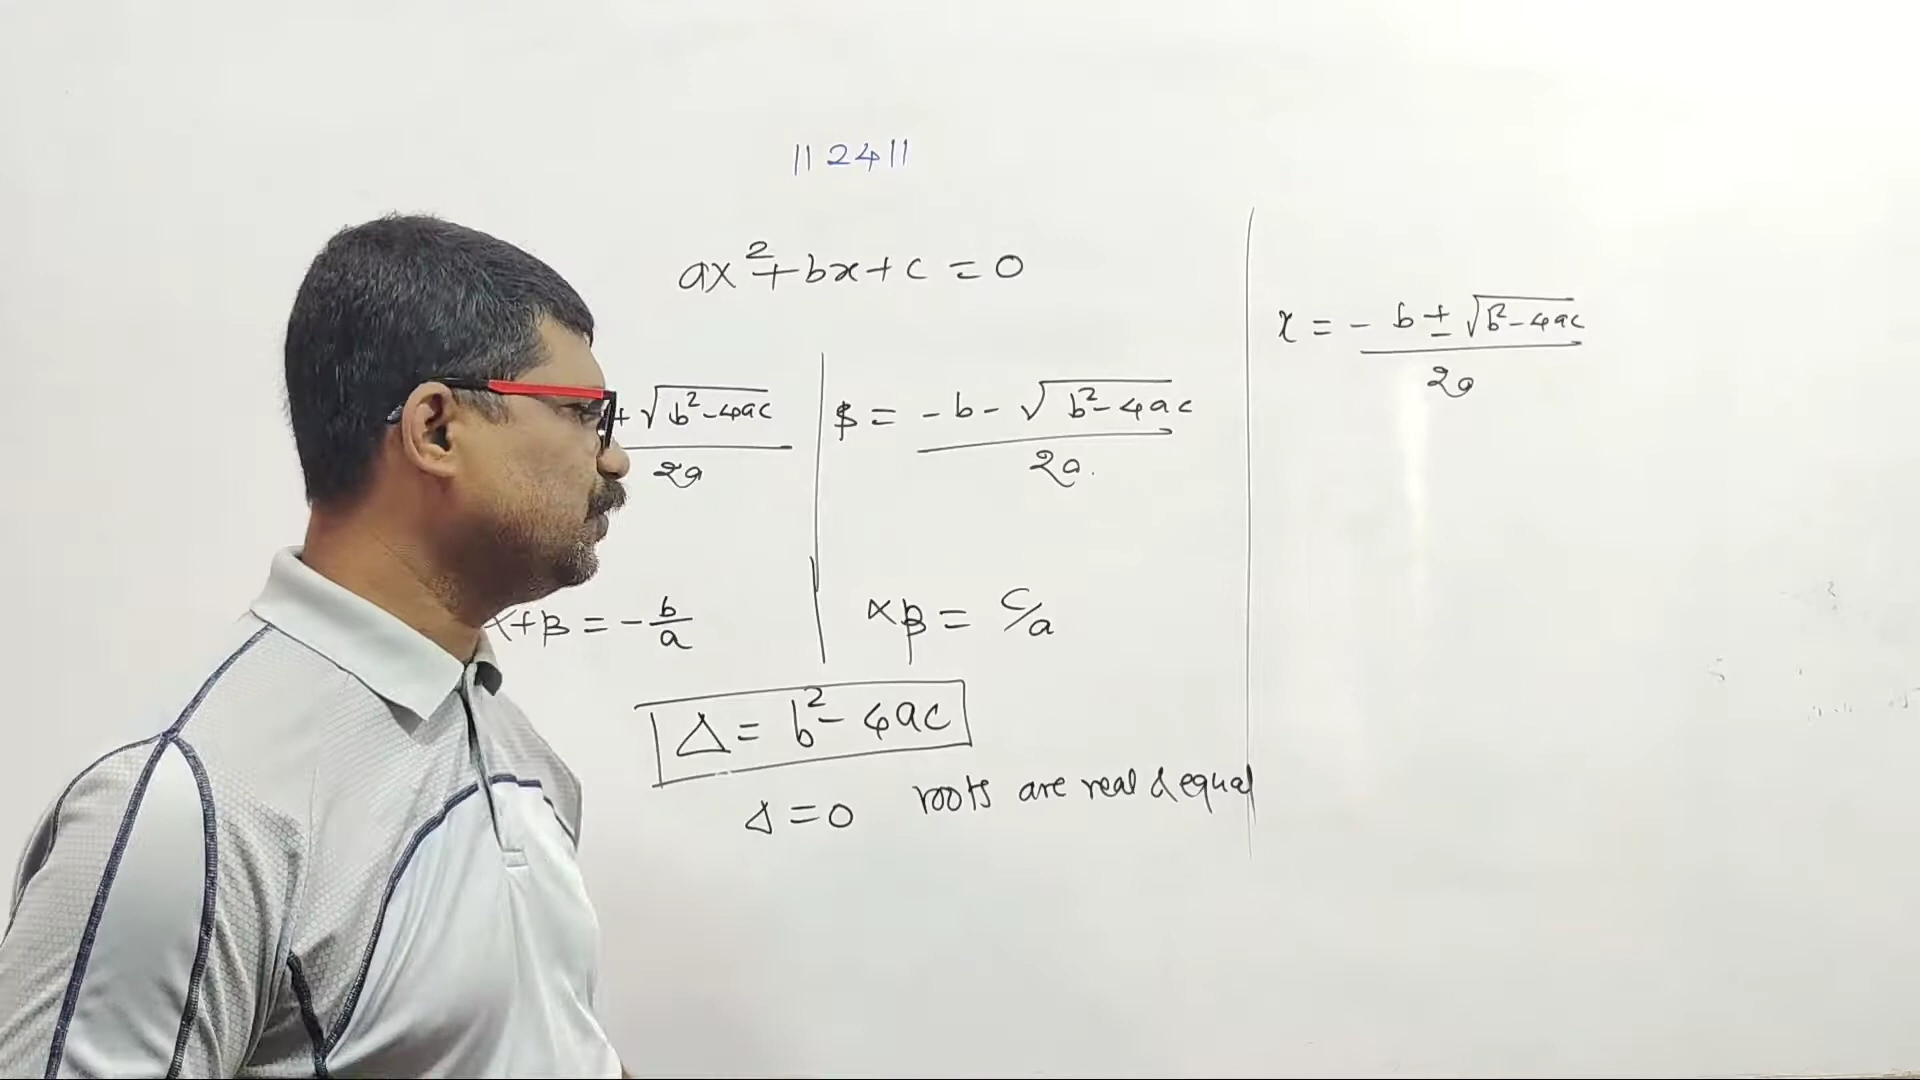 || 24 ||
ax²+bx+c = 0
+ √b²-4ac / 2a
β = -b - √b²-4ac / 2a.
x = - b ± √b²-4ac / 2a
α+β = - b/a
αβ = c/a
Δ = b²- 4ac
Δ = 0 roots are real & equal